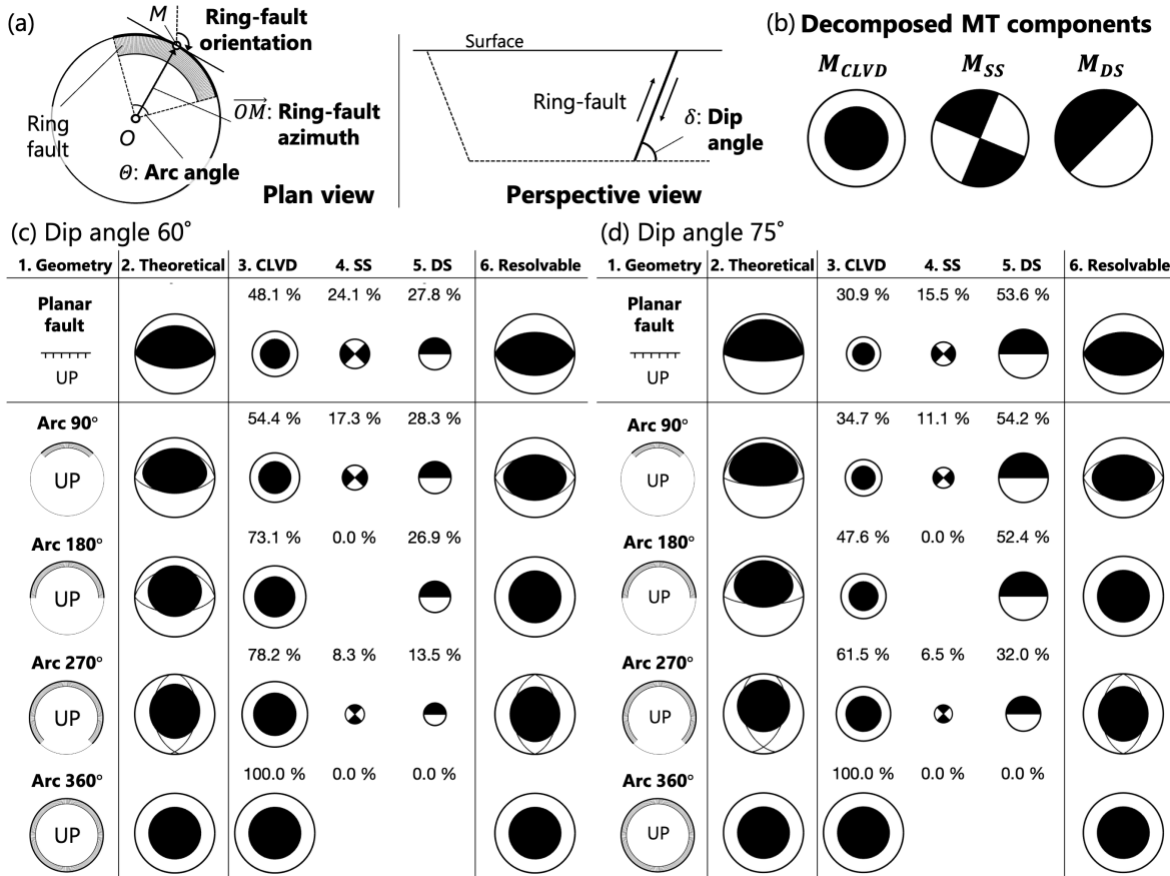 (a)
M
Ring-fault
orientation
Ring
fault
O
OM: Ring-fault
azimuth
Θ: Arc angle
Plan view
Surface
Ring-fault
δ: Dip
angle
Perspective view
(b) Decomposed MT components
M_CLVD M_SS M_DS
(c) Dip angle 60°
1. Geometry 2. Theoretical 3. CLVD 4. SS 5. DS 6. Resolvable
Planar
fault
UP
48.1 % 24.1 % 27.8 %
Arc 90°
UP
54.4 % 17.3 % 28.3 %
Arc 180°
UP
73.1 % 0.0 % 26.9 %
Arc 270°
UP
78.2 % 8.3 % 13.5 %
Arc 360°
UP
100.0 % 0.0 % 0.0 %
(d) Dip angle 75°
1. Geometry 2. Theoretical 3. CLVD 4. SS 5. DS 6. Resolvable
Planar
fault
UP
30.9 % 15.5 % 53.6 %
Arc 90°
UP
34.7 % 11.1 % 54.2 %
Arc 180°
UP
47.6 % 0.0 % 52.4 %
Arc 270°
UP
61.5 % 6.5 % 32.0 %
Arc 360°
UP
100.0 % 0.0 % 0.0 %